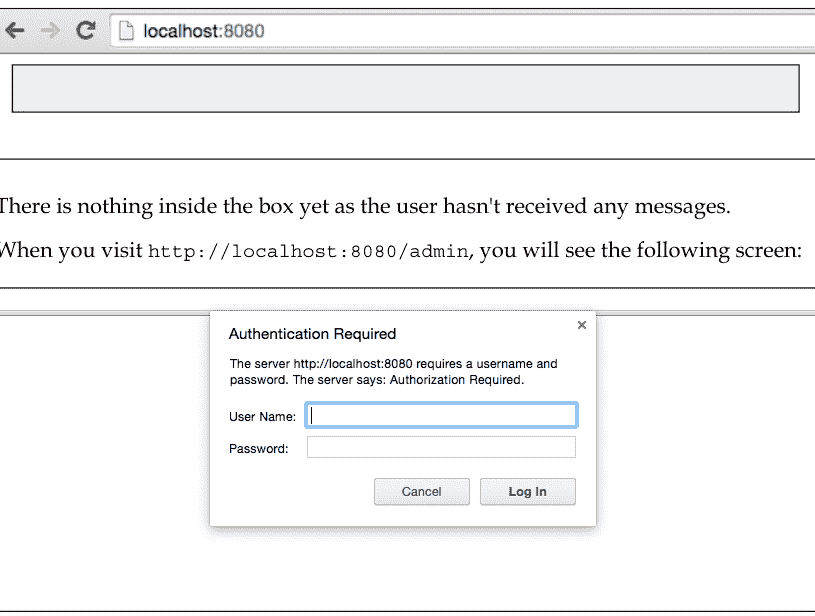 localhost:8080
There is nothing inside the box yet as the user hasn't received any messages.
When you visit http://localhost:8080/admin, you will see the following screen:
Authentication Required
The server http://localhost:8080 requires a username and
password. The server says: Authorization Required.
User Name:
Password:
Cancel Log In